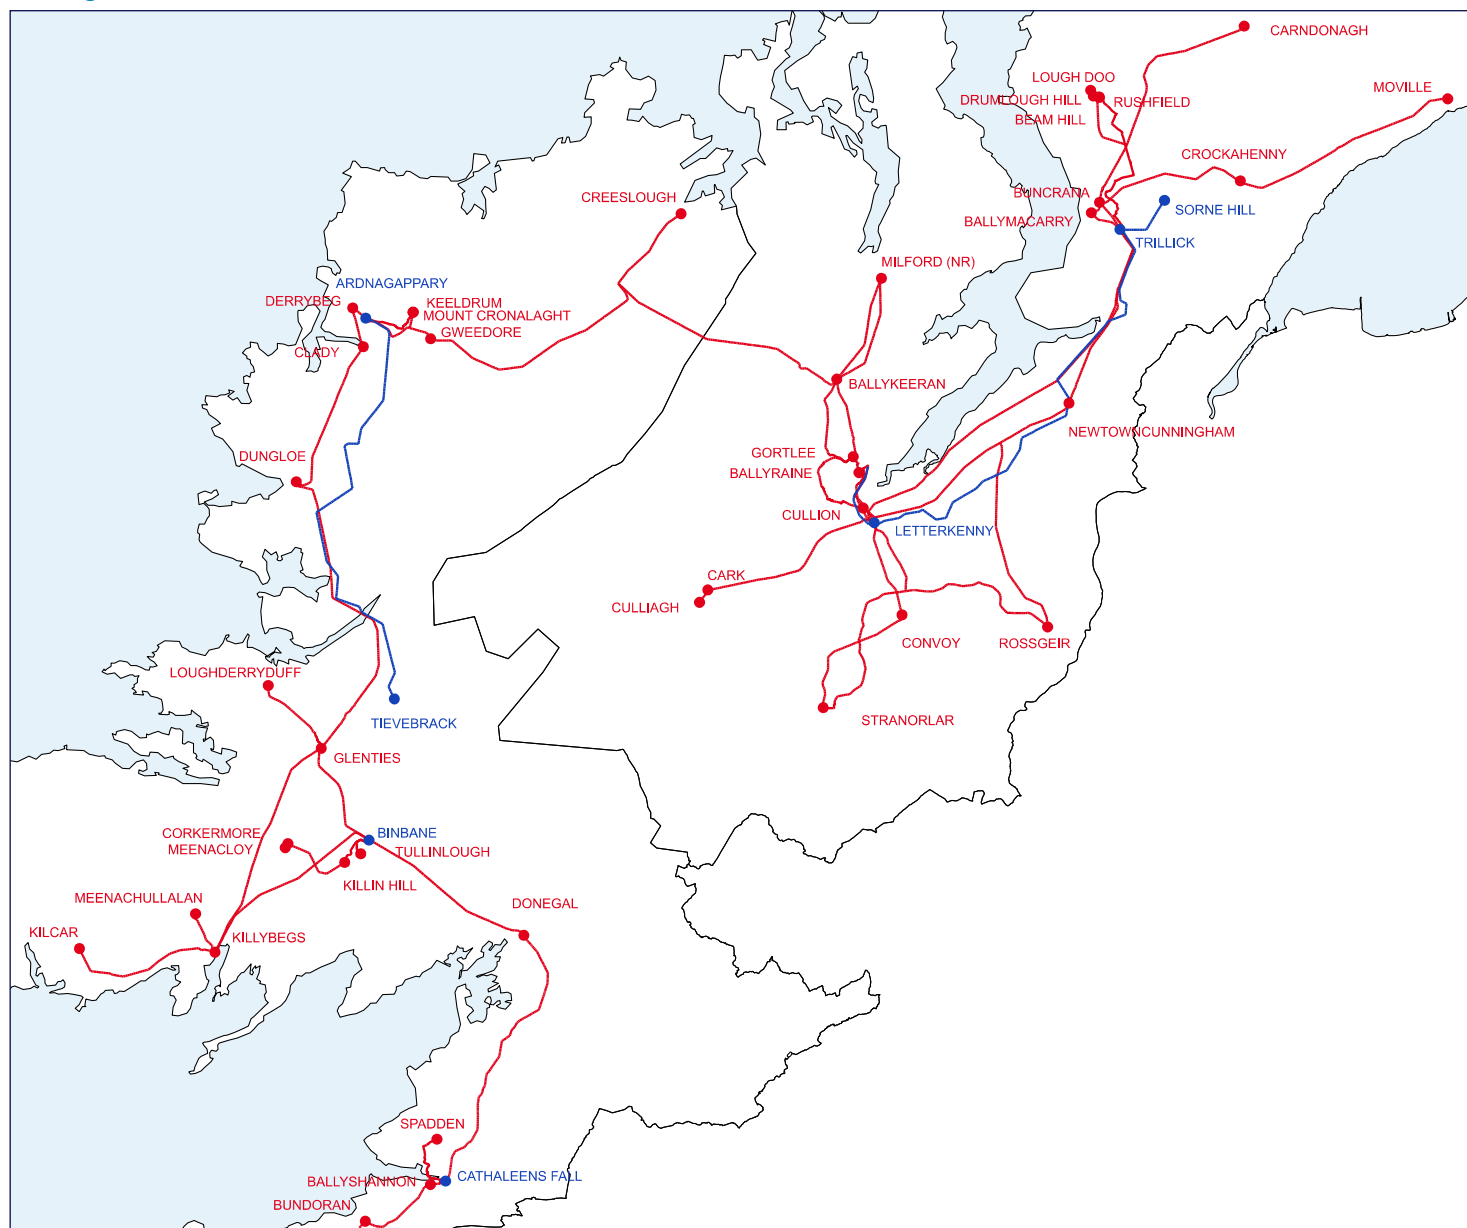 CARNDONAGH
LOUGH DOO
MOVILLE
DRUMLOUGH HILL
RUSHFIELD
BEAM HILL
CROCKAHENNY
BUNCRANA
CREESLOUGH
SORNE HILL
BALLYMACARRY
TRILLICK
MILFORD (NR)
ARDNAGAPPARY
DERRYBEG
KEELDRUM
MOUNT CRONALAGHT
GWEEDORE
CLADY
BALLYKEERAN
NEWTOWNCUNNINGHAM
DUNGLOE
GORTLEE
BALLYRAINE
CULLION
LETTERKENNY
CARK
CULLIAGH
CONVOY
ROSSGEIR
LOUGHDERRYDUFF
TIEVEBRACK
STRANORLAR
GLENTIES
CORKERMORE
BINBANE
MEENACLOY
TULLINLOUGH
KILLIN HILL
MEENACHULLALAN
DONEGAL
KILCAR
KILLYBEGS
SPADDEN
CATHALEENS FALL
BALLYSHANNON
BUNDORAN